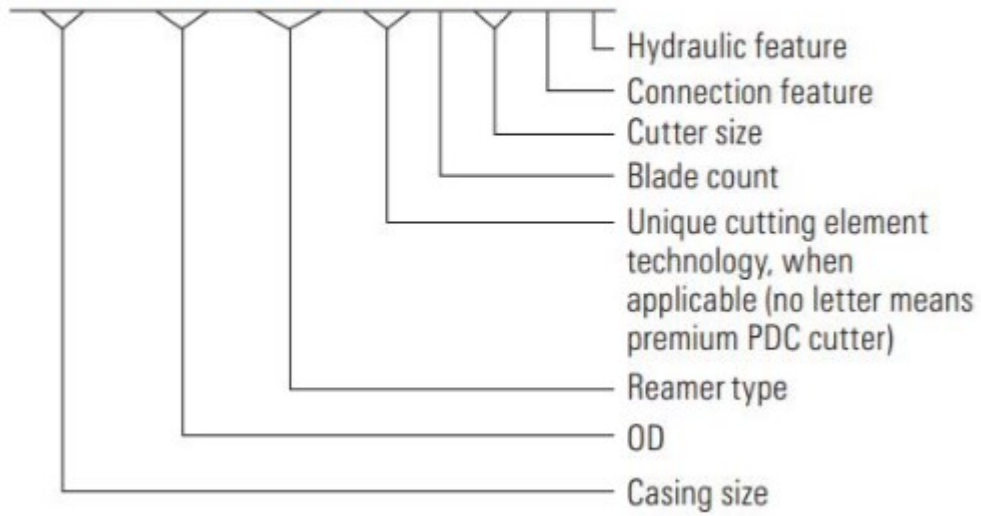 Hydraulic feature
Connection feature
Cutter size
Blade count
Unique cutting element
technology, when
applicable (no letter means
premium PDC cutter)
Reamer type
OD
Casing size